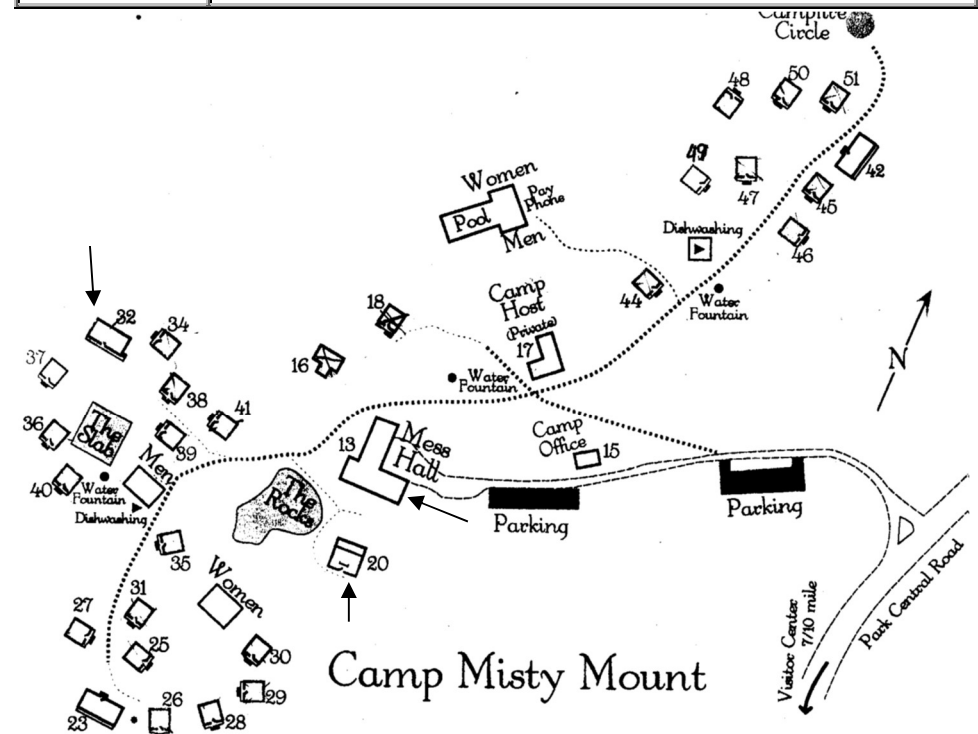 Campfire
Circle
48
50
51
49
47
42
45
46
Women
Pay
Phone
Pool
Men
Dishwashing
44
Water
Fountain
Camp
Host
(Private)
17
18
16
Water
Fountain
N
32
34
37
38
41
36
The
Slab
39
Men
40
Water
Fountain
Dishwashing
13
Mess
Hall
Camp
Office
15
Parking
Parking
The
Rocks
20
35
Women
31
27
25
30
29
23
26
28
Camp Misty Mount
Visitor Center
7/10 mile
Park Central Road